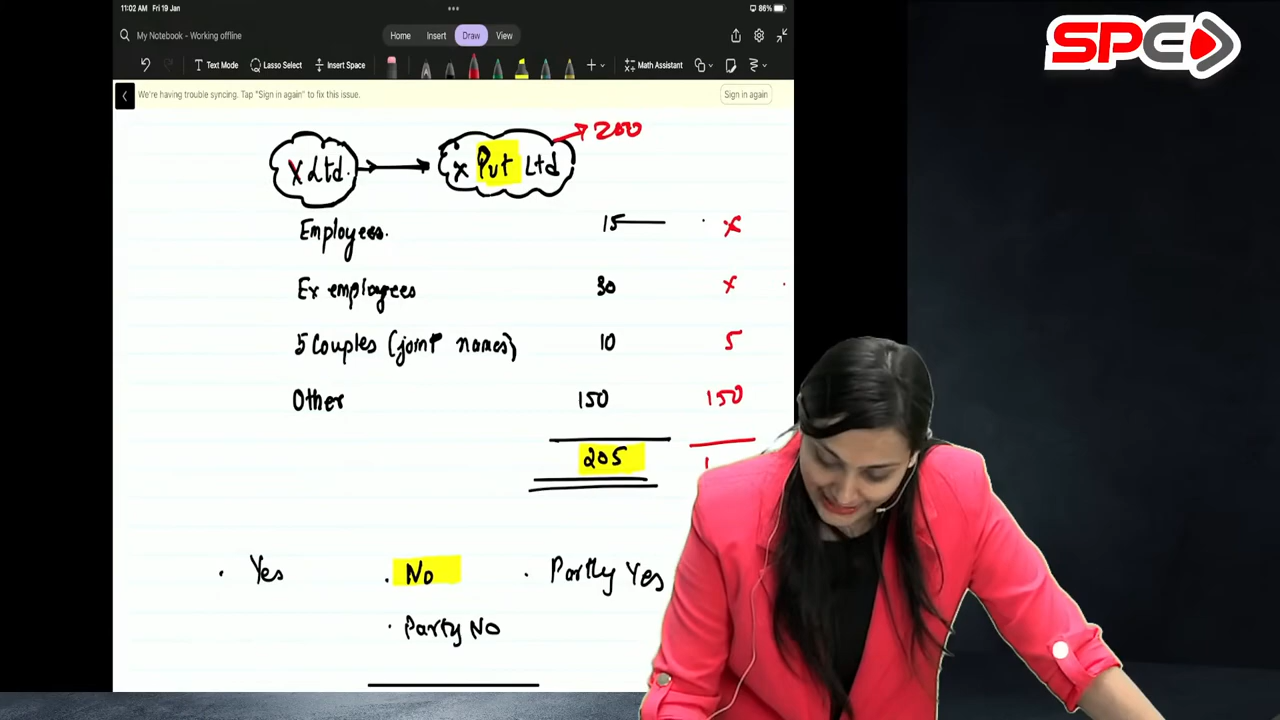 11:02 AM Fri 19 Jan
86%
SPC
My Notebook - Working offline
Home Insert Draw View
Text Mode Lasso Select Insert Space Math Assistant
We're having trouble syncing. Tap "Sign in again" to fix this issue.
Sign in again
X Ltd. X Pvt Ltd 200
Employees. 15 x
Ex employees 30 x
5 Couples (joint names) 10 5
Other 150 150
205
· Yes · No · Partly Yes
· Party No